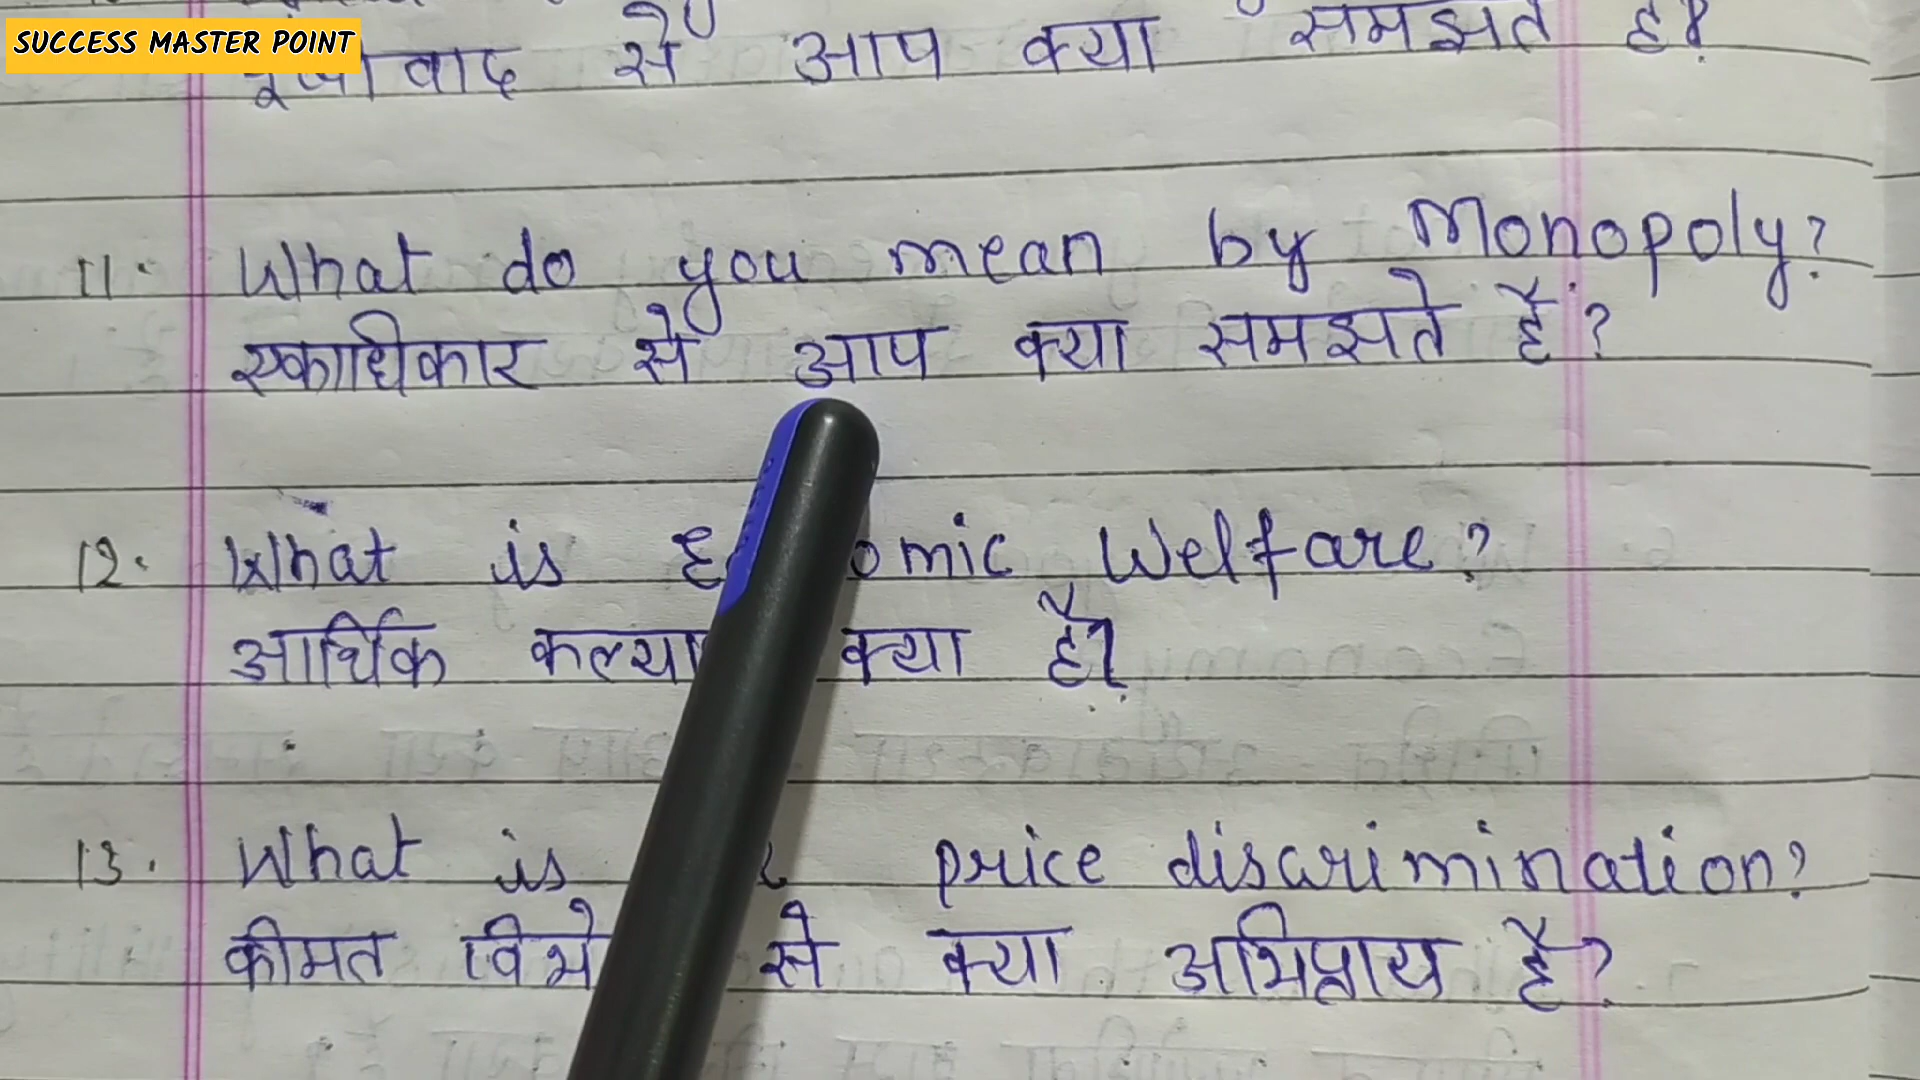 SUCCESS MASTER POINT
से आप क्या समझते है?
11. What do you mean by Monopoly?
एकाधिकार से आप क्या समझते है?
12. What is Welfare?
आर्थिक क्या है?
13. What is price discrimination?
कीमत से क्या अभिप्राय है?